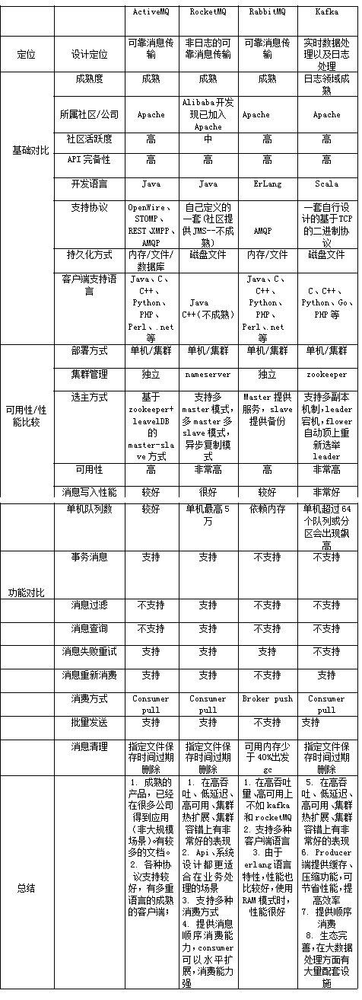 ActiveMQ RocketMQ RabbitMQ Kafka
定位 设计定位 可靠消息传输 非日志的可靠消息传输 可靠消息传输 实时数据处理以及日志处理
基础对比 成熟度 成熟 成熟 成熟 日志领域成熟
所属社区/公司 Apache Alibaba开发现已加入Apache Apache Apache
社区活跃度 高 中 高 高
API完备性 高 高 高 高
开发语言 Java Java ErLang Scala
支持协议 OpenWire、STOMP、REST、XMPP、AMQP 自己定义的一套(社区提供JMS--不成熟) AMQP 一套自行设计的基于TCP的二进制协议
持久化方式 内存/文件/数据库 磁盘文件 内存/文件 磁盘文件
客户端支持语言 Java、C、C++、Python、PHP、Perl、.net等 Java C++(不成熟) Java、C、C++、Python、PHP、Perl、.net等 C、C++、Python、Go、PHP等
可用性/性能比较 部署方式 单机/集群 单机/集群 单机/集群 单机/集群
集群管理 独立 nameserver 独立 zookeeper
选主方式 基于zookeeper+leavelDB的master-slave方式 支持多master模式,多master多slave模式,异步复制模式 Master提供服务,slave提供备份 支持多副本机制,leader宕机,flower自动顶上重新选举leader
可用性 高 非常高 高 非常高
消息写入性能 较好 很好 较好 非常好
单机队列数 较好 单机最高5万 依赖内存 单机超过64个队列或分区会出现飙高
功能对比 事务消息 支持 支持 不支持 不支持
消息过滤 不支持 支持 不支持 不支持
消息查询 不支持 支持 不支持 不支持
消息失败重试 支持 支持 支持 不支持
消息重新消费 支持 支持 不支持 支持
消费方式 Consumer pull Consumer pull Broker push Consumer pull
批量发送 支持 支持 不支持 支持
消息清理 指定文件保存时间过期删除 指定文件保存时间过期删除 可用内存少于40%出发gc 指定文件保存时间过期删除
总结
1. 成熟的产品,已经在很多公司得到应用(非大规模场景)。有较多的文档。
2. 各种协议支持较好,有多重语言的成熟的客户端;
1. 在高吞吐、低延迟、高可用、集群热扩展、集群容错上有非常好的表现
2. Api、系统设计都更适合在业务处理的场景
3. 支持多种消费方式
4. 提供消息顺序消费能力,consumer可以水平扩展,消费能力强
1. 在高吞吐量、高可用上不如kafka和rocketMQ
2. 支持多种客户端语言
3. 由于erlang语言特性,性能也比较好,使用RAM模式时,性能很好
5. 在高吞吐、低延迟、高可用、集群热扩展、集群容错上有非常好的表现
6. Producer端提供缓存、压缩功能,可节省性能,提高效率
7. 提供顺序消费
8. 生态完善,在大数据处理方面有大量配套设施